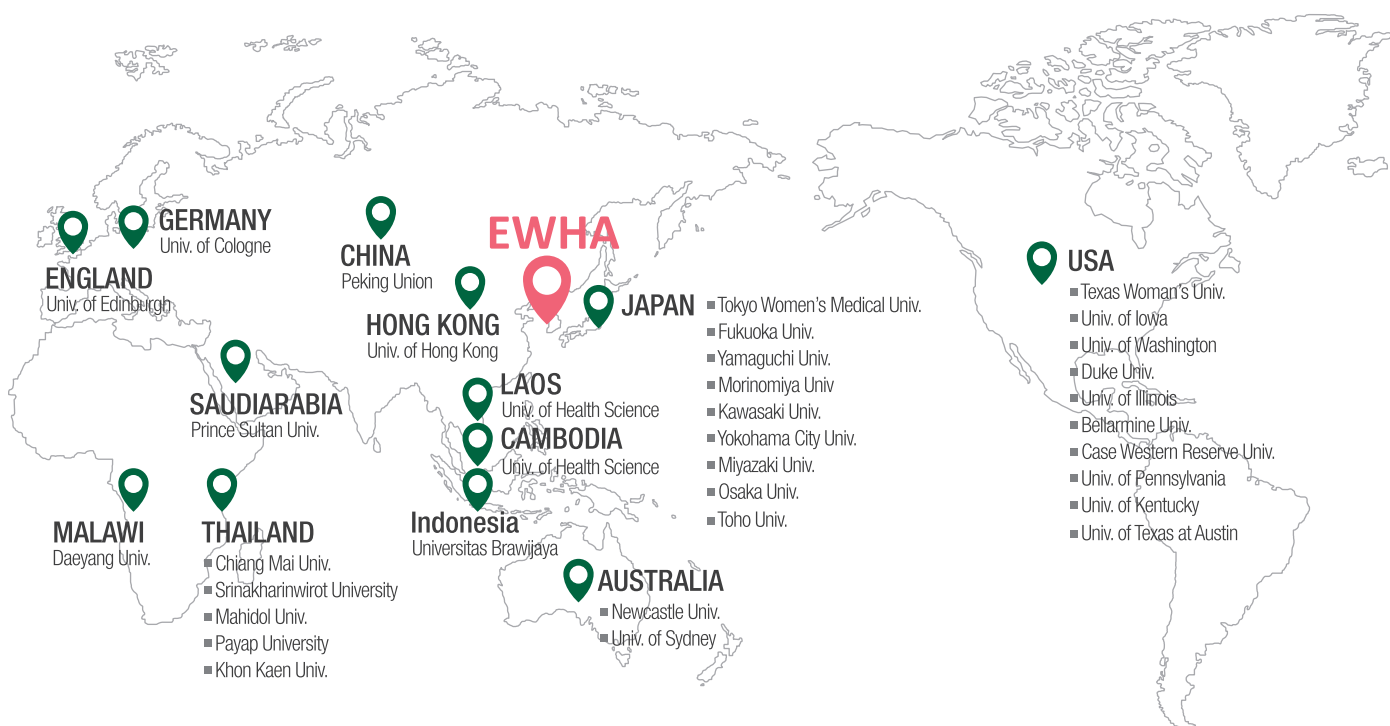 GERMANY
Univ. of Cologne
ENGLAND
Univ. of Edinburgh
CHINA
Peking Union
EWHA
HONG KONG
Univ. of Hong Kong
JAPAN
Tokyo Women's Medical Univ.
Fukuoka Univ.
Yamaguchi Univ.
Morinomiya Univ
Kawasaki Univ.
Yokohama City Univ.
Miyazaki Univ.
Osaka Univ.
Toho Univ.
USA
Texas Woman's Univ.
Univ. of Iowa
Univ. of Washington
Duke Univ.
Univ. of Illinois
Bellarmine Univ.
Case Western Reserve Univ.
Univ. of Pennsylvania
Univ. of Kentucky
Univ. of Texas at Austin
SAUDIARABIA
Prince Sultan Univ.
LAOS
Univ. of Health Science
CAMBODIA
Univ. of Health Science
Indonesia
Universitas Brawijaya
MALAWI
Daeyang Univ.
THAILAND
Chiang Mai Univ.
Srinakharinwirot University
Mahidol Univ.
Payap University
Khon Kaen Univ.
AUSTRALIA
Newcastle Univ.
Univ. of Sydney